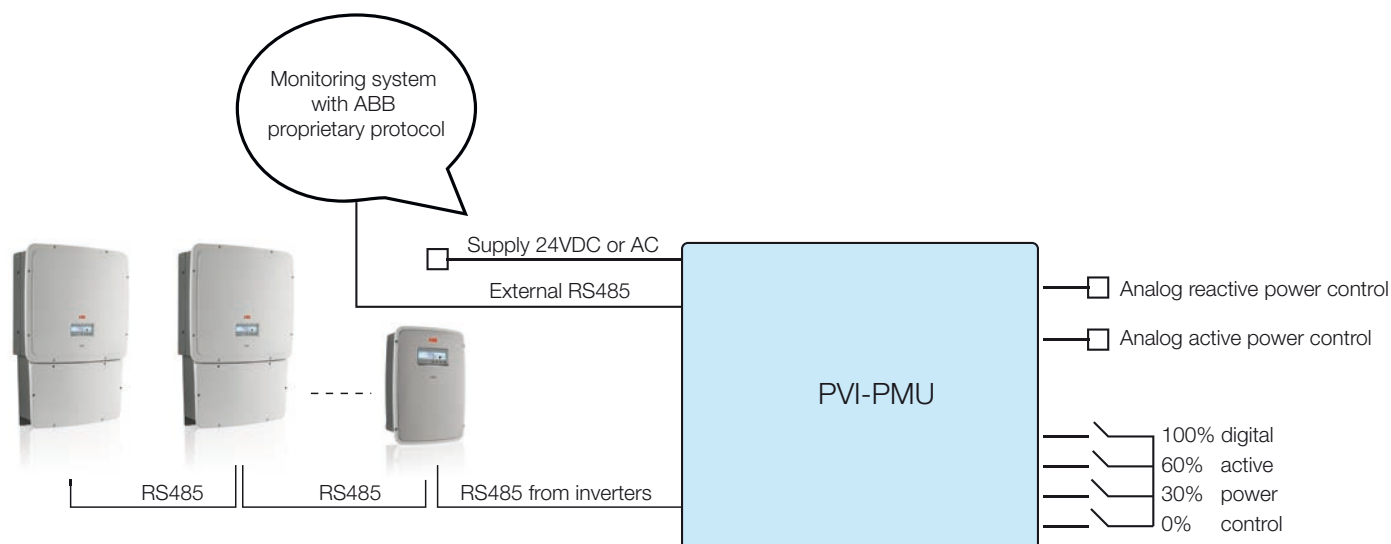 Monitoring system
with ABB
proprietary protocol
Supply 24VDC or AC
External RS485
RS485
RS485
RS485 from inverters
PVI-PMU
Analog reactive power control
Analog active power control
100% digital
60% active
30% power
0% control